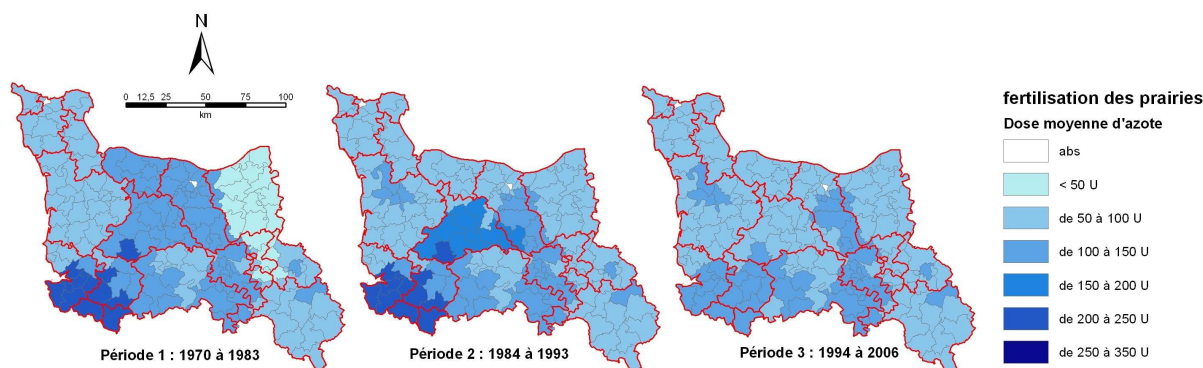 N
0 12,5 25 50 75 100
km
Période 1 : 1970 à 1983
Période 2 : 1984 à 1993
Période 3 : 1994 à 2006
fertilisation des prairies
Dose moyenne d'azote
abs
< 50 U
de 50 à 100 U
de 100 à 150 U
de 150 à 200 U
de 200 à 250 U
de 250 à 350 U